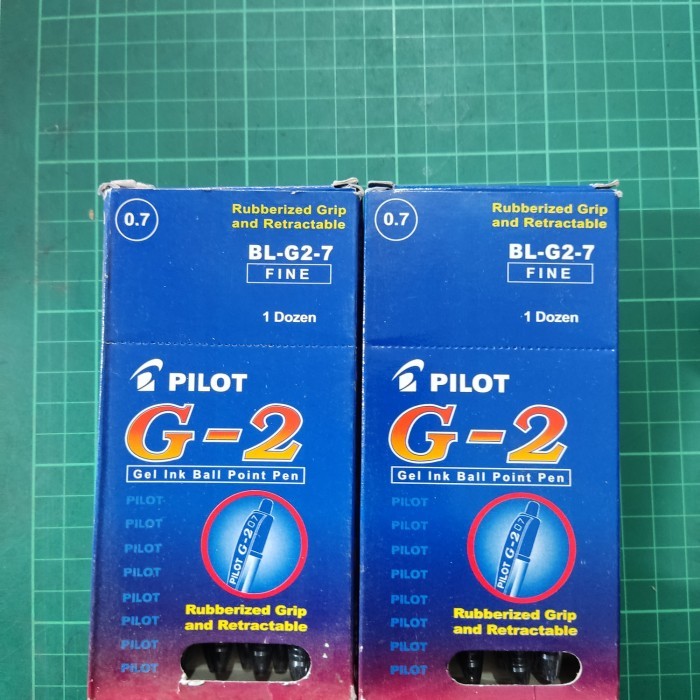 0.7
Rubberized Grip
and Retractable
BL-G2-7
FINE
1 Dozen
PILOT
G-2
Gel Ink Ball Point Pen
PILOT
PILOT
PILOT
PILOT
PILOT
PILOT
PILOT
PILOT
PILOT G-2 07
Rubberized Grip
and Retractable
0.7
Rubberized Grip
and Retractable
BL-G2-7
FINE
1 Dozen
PILOT
G-2
Gel Ink Ball Point Pen
PILOT
PILOT
PILOT
PILOT
PILOT
PILOT
PILOT
PILOT
PILOT G-2 07
Rubberized Grip
and Retractable